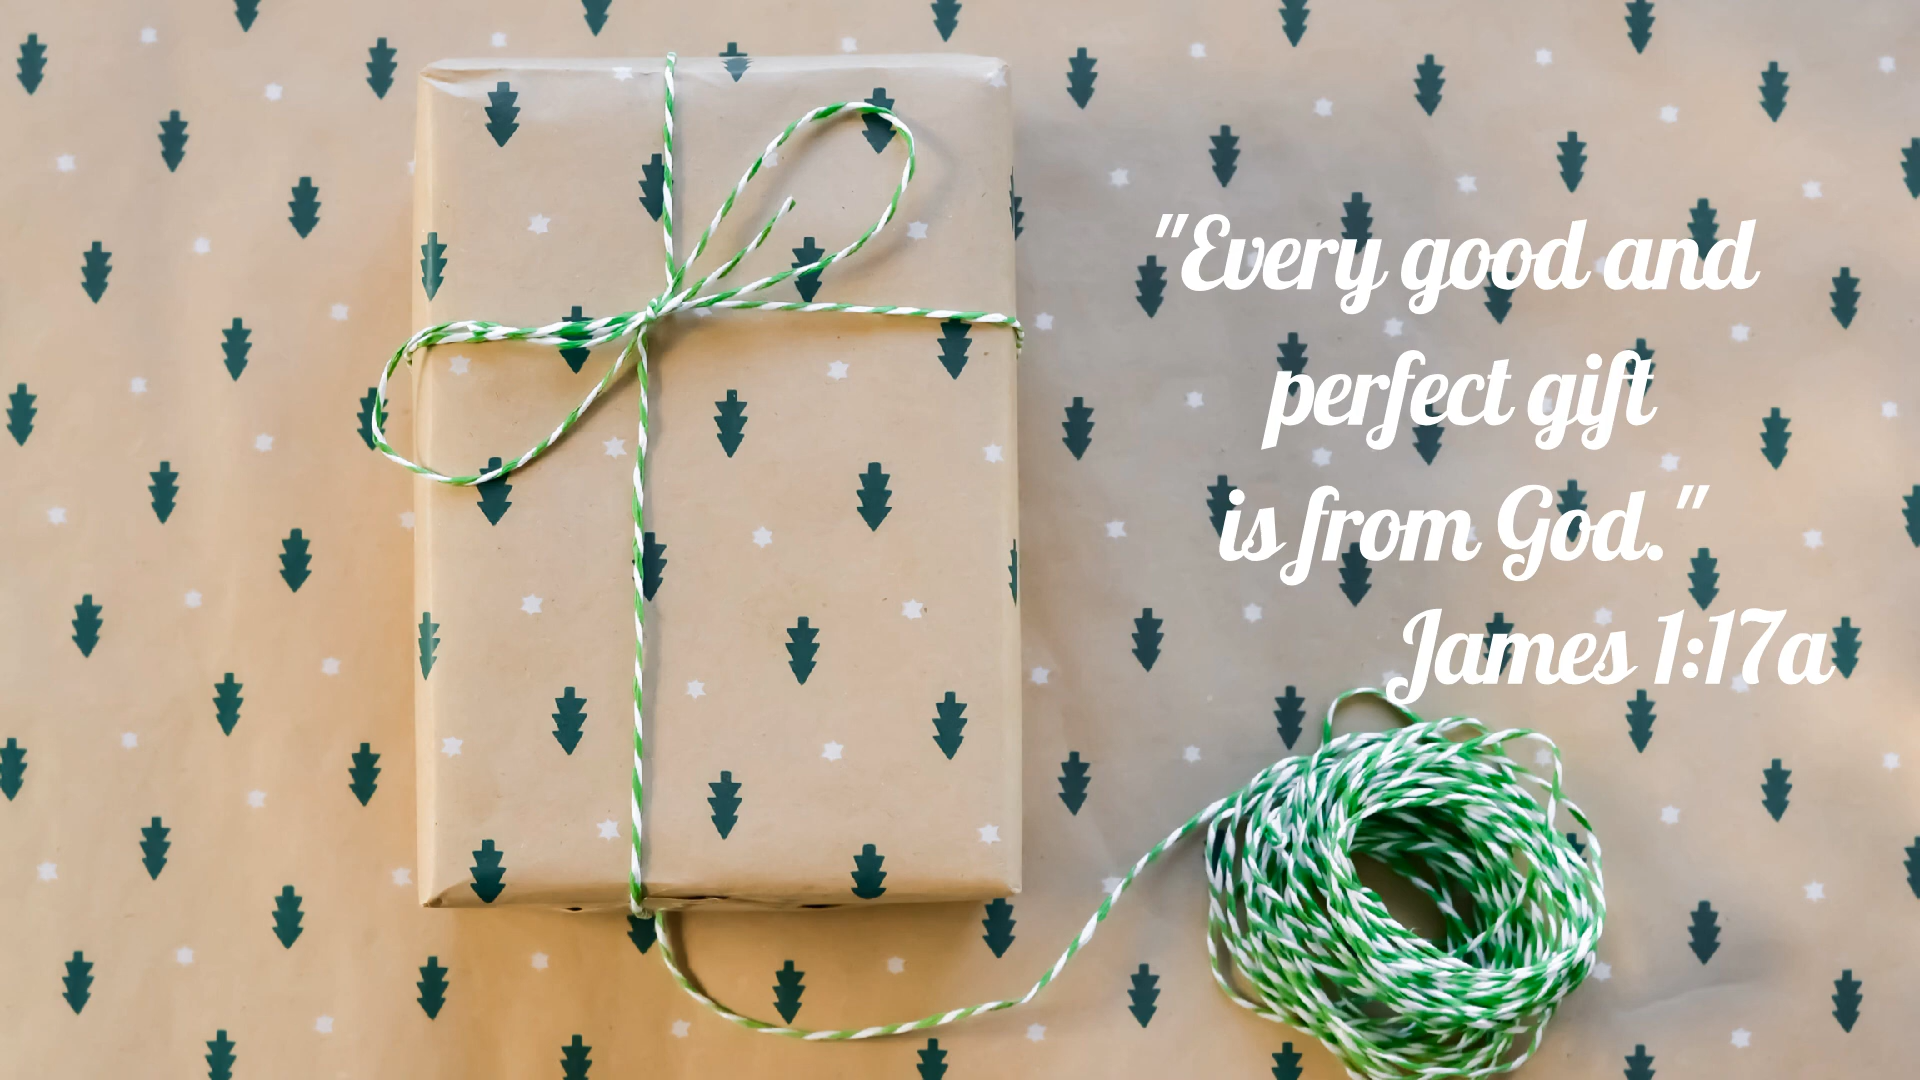 "Every good and
perfect gift
is from God."
James 1:17a